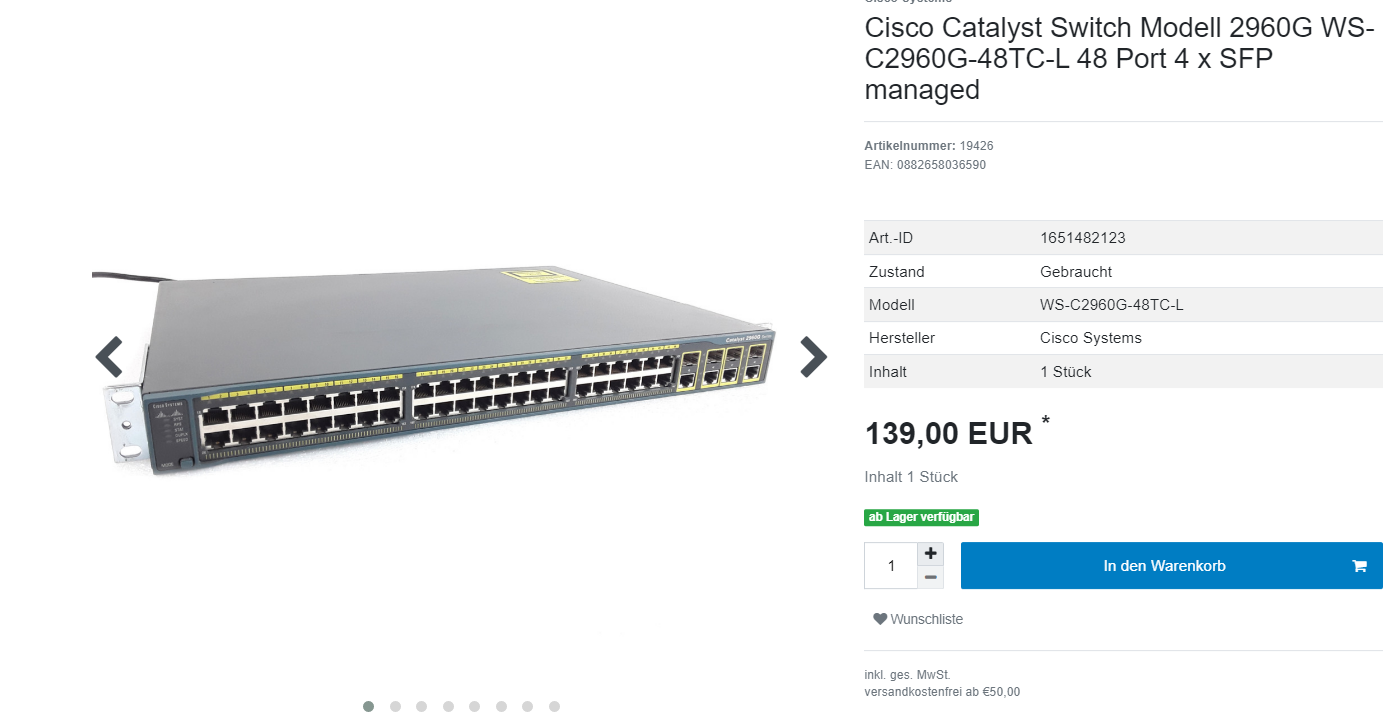 Cisco Systems
Cisco Catalyst Switch Modell 2960G WS-
C2960G-48TC-L 48 Port 4 x SFP
managed
Artikelnummer: 19426
EAN: 0882658036590
Art.-ID 1651482123
Zustand Gebraucht
Modell WS-C2960G-48TC-L
Hersteller Cisco Systems
Inhalt 1 Stück
139,00 EUR *
Inhalt 1 Stück
ab Lager verfügbar
1 + −
In den Warenkorb
Wunschliste
inkl. ges. MwSt.
versandkostenfrei ab €50,00
Catalyst 2960G Series
Cisco Systems
MODE